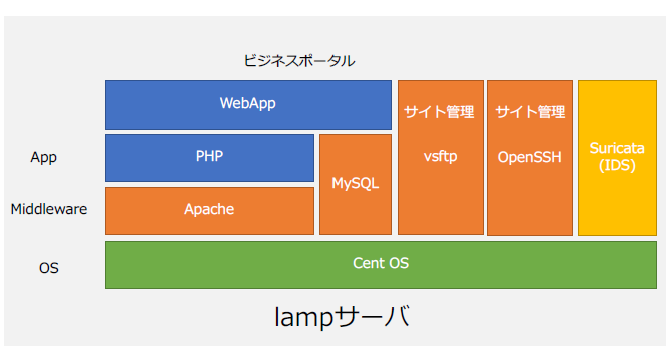 ビジネスポータル
WebApp
サイト管理
サイト管理
App
PHP
MySQL
vsftp
OpenSSH
Suricata
(IDS)
Middleware
Apache
OS
Cent OS
lampサーバ